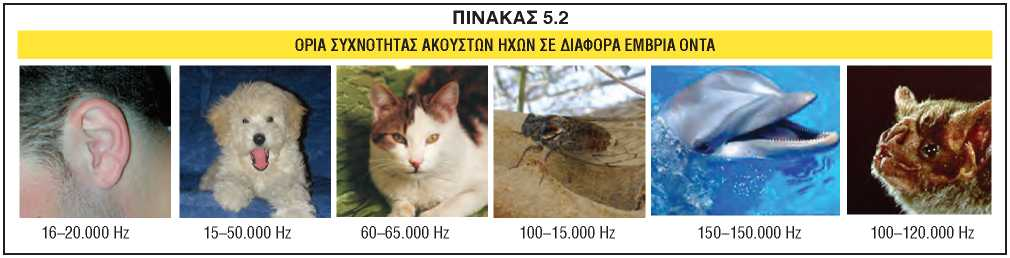 ΠΙΝΑΚΑΣ 5.2
ΟΡΙΑ ΣΥΧΝΟΤΗΤΑΣ ΑΚΟΥΣΤΩΝ ΗΧΩΝ ΣΕ ΔΙΑΦΟΡΑ ΕΜΒΡΙΑ ΟΝΤΑ
16–20.000 Hz 15–50.000 Hz 60–65.000 Hz 100–15.000 Hz 150–150.000 Hz 100–120.000 Hz